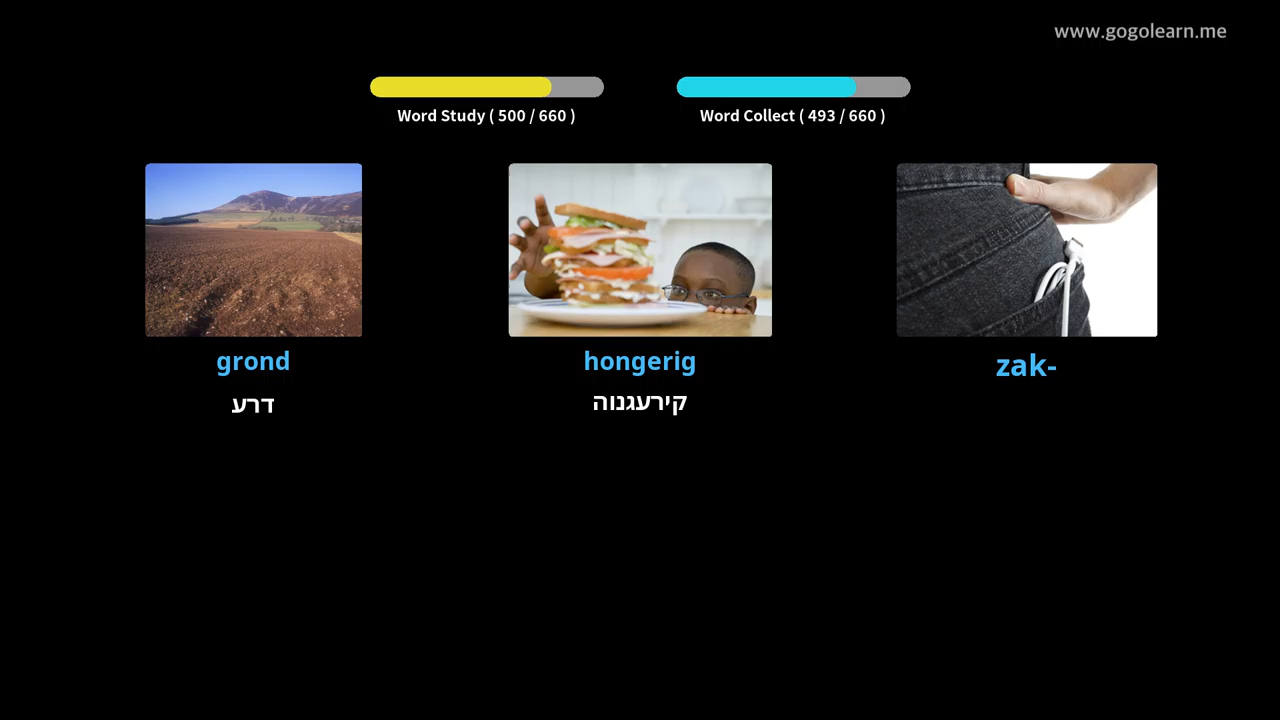 www.gogolearn.me
Word Study ( 500 / 660 )
Word Collect ( 493 / 660 )
grond
דרע
hongerig
קירעגנוה
zak-